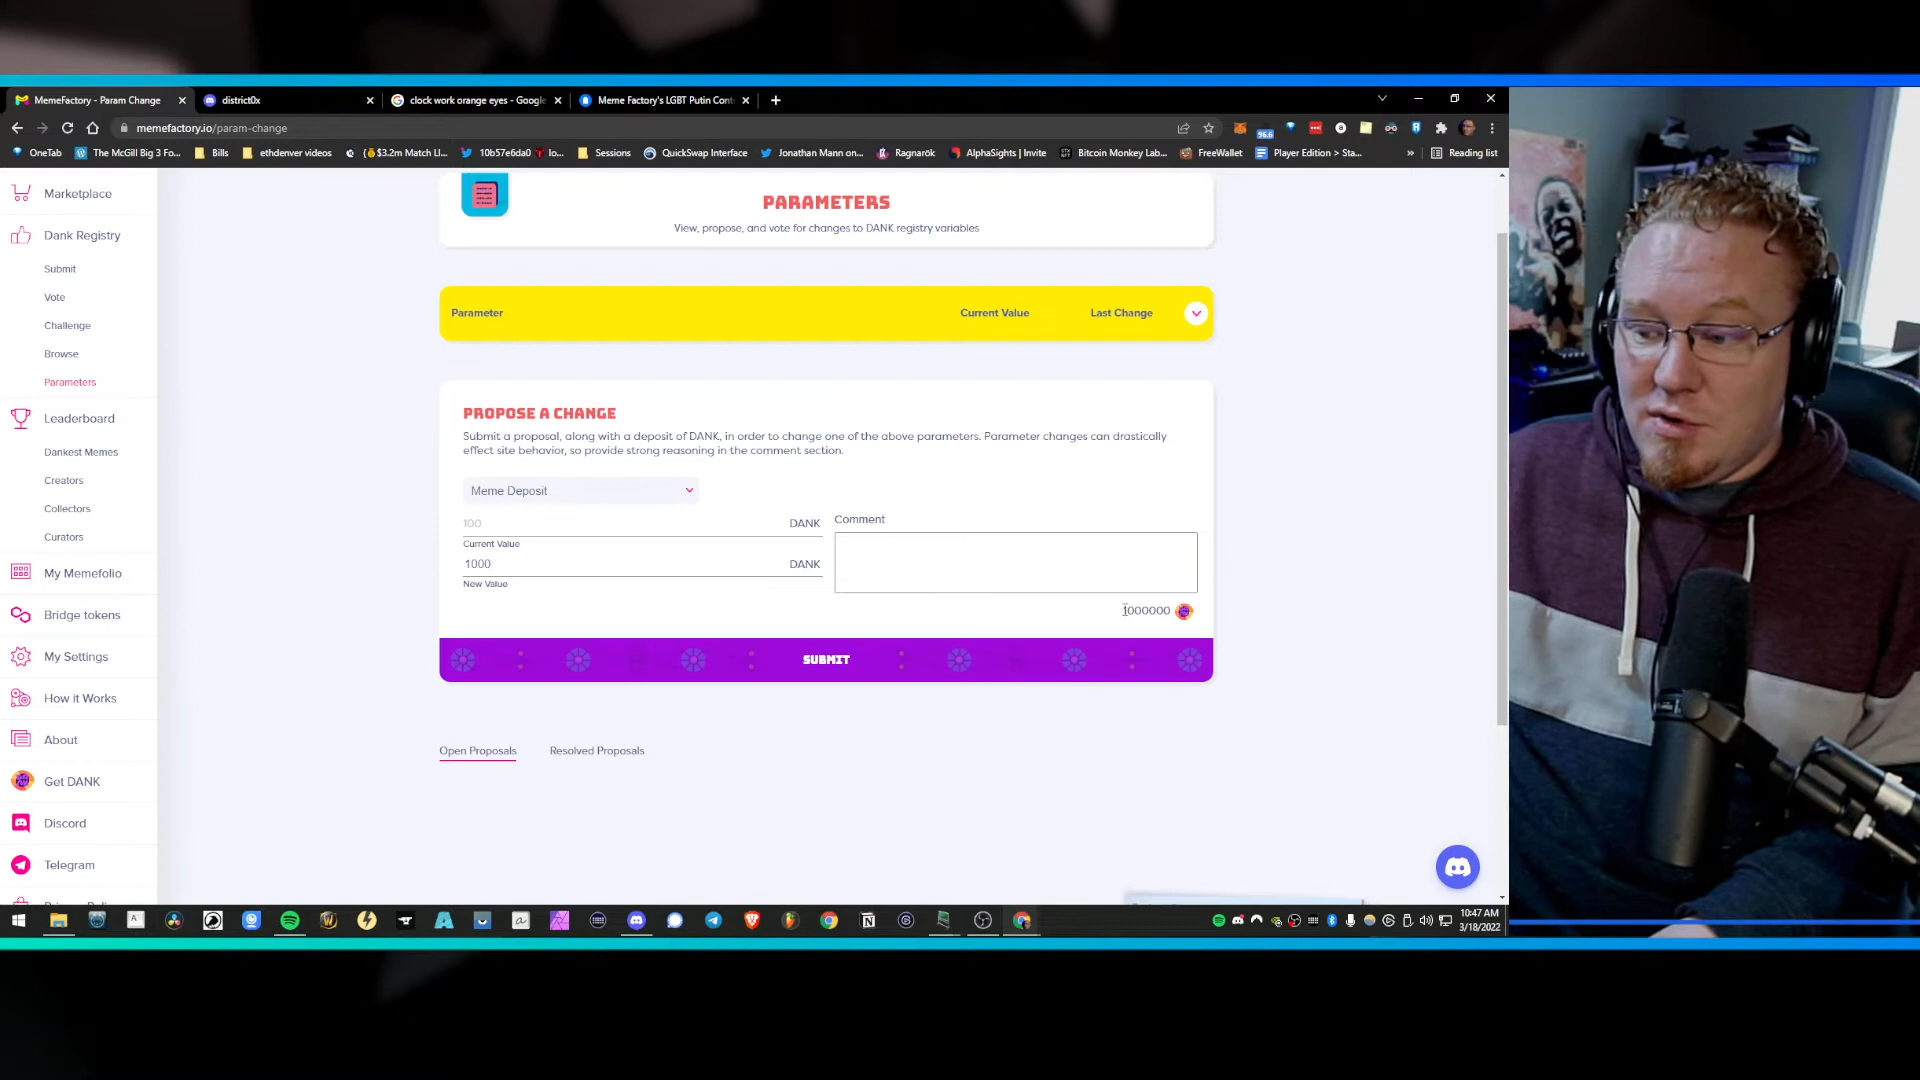 MemeFactory - Param Change
district0x
clock work orange eyes - Google
Meme Factory's LGBT Putin Cont
memefactory.io/param-change
96.6
OneTab
The McGill Big 3 Fo...
Bills
ethdenver videos
$3.2m Match LI...
10b57e6da0
lo...
Sessions
QuickSwap Interface
Jonathan Mann on...
Ragnarök
AlphaSights | Invite
Bitcoin Monkey Lab...
FreeWallet
Player Edition > Sta...
»
Reading list
Marketplace
Dank Registry
Submit
Vote
Challenge
Browse
Parameters
Leaderboard
Dankest Memes
Creators
Collectors
Curators
My Memefolio
Bridge tokens
My Settings
How it Works
About
Get DANK
Discord
Telegram
PARAMETERS
View, propose, and vote for changes to DANK registry variables
Parameter
Current Value
Last Change
PROPOSE A CHANGE
Submit a proposal, along with a deposit of DANK, in order to change one of the above parameters. Parameter changes can drastically
effect site behavior, so provide strong reasoning in the comment section.
Meme Deposit
100
DANK
Current Value
1000
DANK
New Value
Comment
1000000
SUBMIT
Open Proposals
Resolved Proposals
10:47 AM
3/18/2022